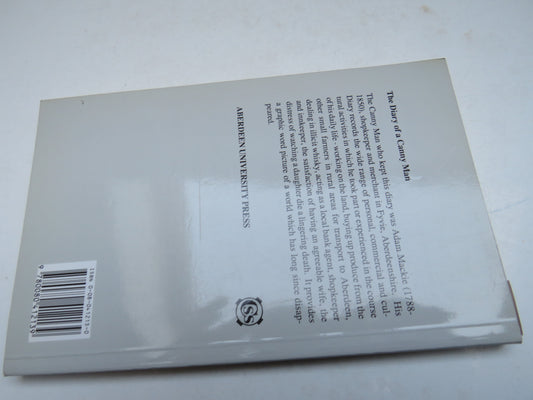 The Diary of a Canny Man
The Canny Man who kept this diary was Adam Mackie (1788-
1850), shopkeeper and merchant in Fyvie, Aberdeenshire. His
Diary records the wide range of personal, commercial and cul-
tural activities in which he took part or experienced in the course
of his daily life - working on the land, buying up produce from the
other small farmers in rural areas for transport to Aberdeen,
dealing in illicit whisky, acting as a local bank agent, shopkeeper
and innkeeper, the satisfaction of having an agreeable wife, the
distress of watching a daughter die a lingering death. It provides
a graphic word picture of a world which has long since disap-
peared.
ABERDEEN UNIVERSITY PRESS